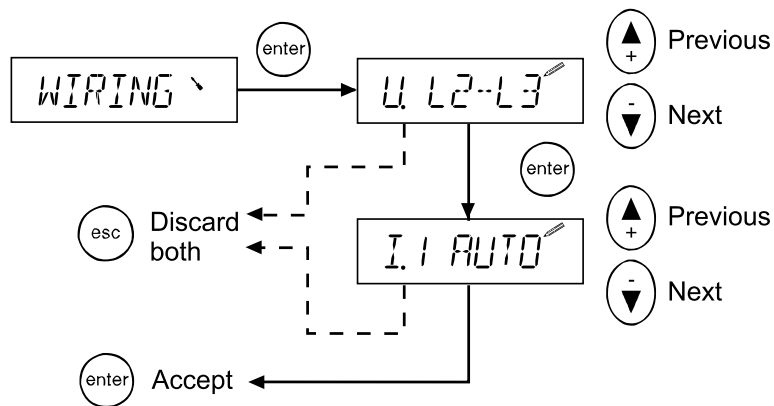 enter
Previous
+
WIRING
U. L2-L3
-
Next
enter
Previous
+
esc
Discard
both
I.1 AUTO
-
Next
enter
Accept